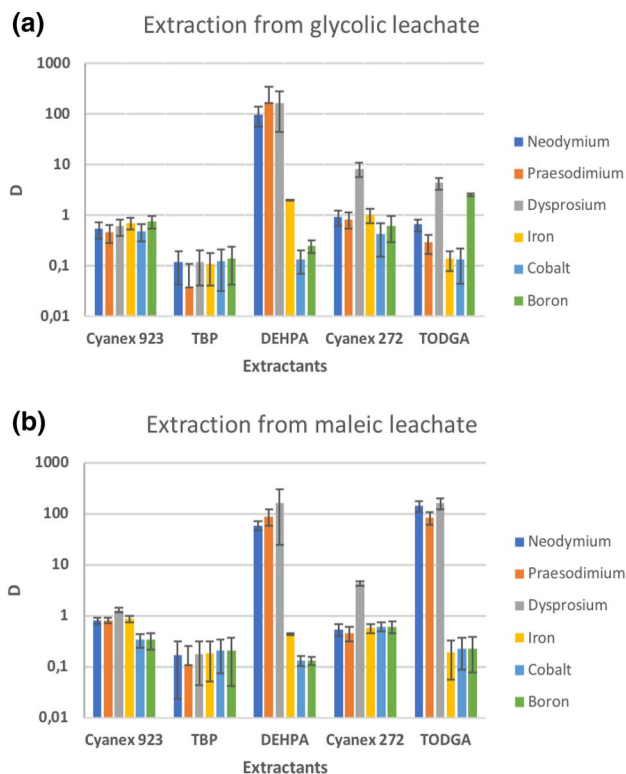 (a)
Extraction from glycolic leachate
1000
100
10
1
0,1
0,01
D
Cyanex 923 TBP DEHPA Cyanex 272 TODGA
Extractants
Neodymium
Praesodimium
Dysprosium
Iron
Cobalt
Boron
(b)
Extraction from maleic leachate
1000
100
10
1
0,1
0,01
D
Cyanex 923 TBP DEHPA Cyanex 272 TODGA
Extractants
Neodymium
Praesodimium
Dysprosium
Iron
Cobalt
Boron